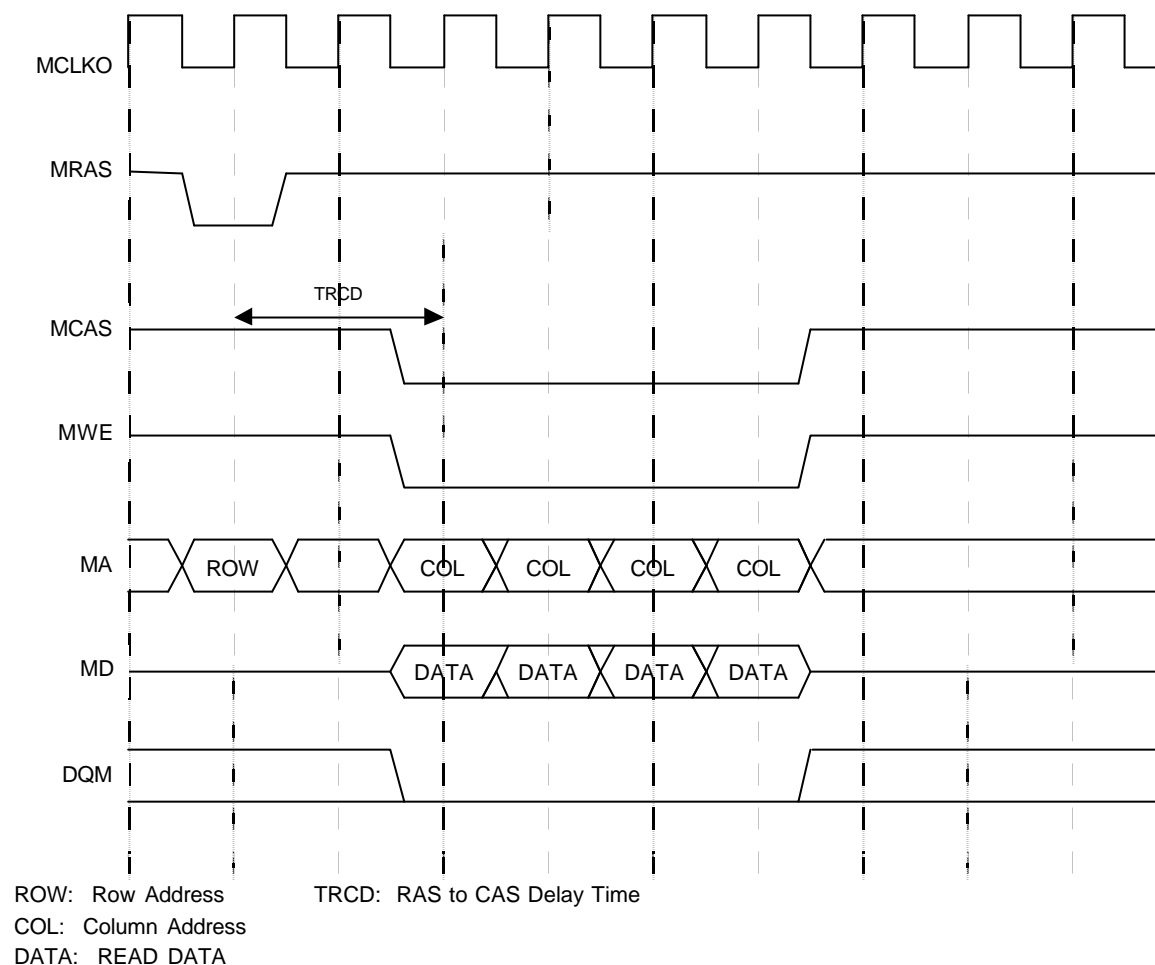 MCLKO
MRAS
TRCD
MCAS
MWE
MA
ROW
COL
COL
COL
COL
MD
DATA
DATA
DATA
DATA
DQM
ROW: Row Address TRCD: RAS to CAS Delay Time
COL: Column Address
DATA: READ DATA